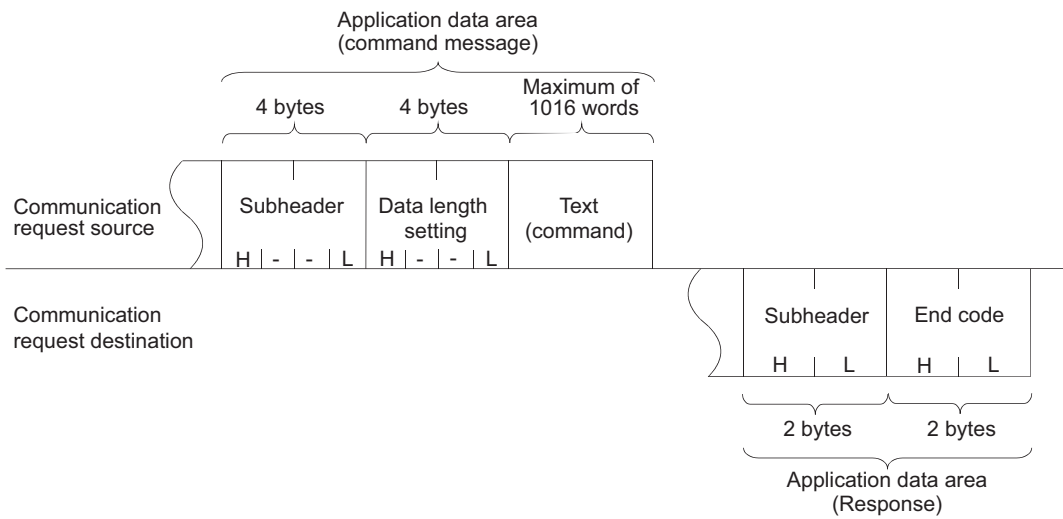 Application data area
(command message)
4 bytes
4 bytes
Maximum of
1016 words
Communication
request source
Subheader
Data length
setting
Text
(command)
H - - L
H - - L
Communication
request destination
Subheader
End code
H L
H L
2 bytes
2 bytes
Application data area
(Response)